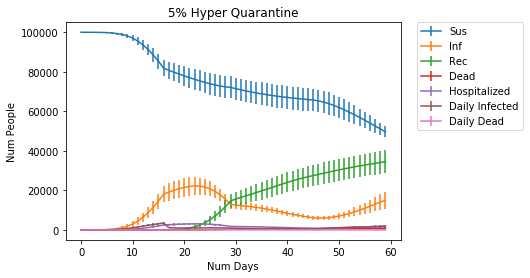 5% Hyper Quarantine
100000
80000
60000
40000
20000
0
Num People
0
10
20
30
40
50
60
Num Days
Sus
Inf
Rec
Dead
Hospitalized
Daily Infected
Daily Dead